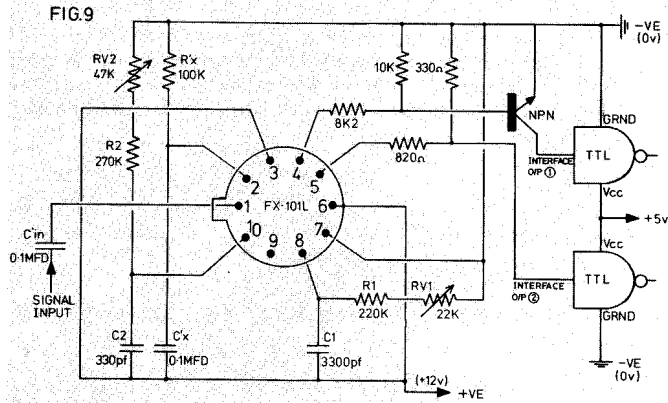 FIG.9
-VE
(0v)
RV2
47K
R'x
100K
10K
330Ω
NPN
8K2
GRND
TTL
820Ω
INTERFACE
O/P ①
R2
270K
3
4
2
5
FX-101L
1
6
10
7
9
8
Vcc
+5v
Vcc
C'in
0·1MFD
SIGNAL
INPUT
R1
220K
RV1
22K
INTERFACE
O/P ②
TTL
GRND
C2
330pf
C'x
0·1MFD
C1
3300pf
-VE
(0v)
(+12v)
+VE